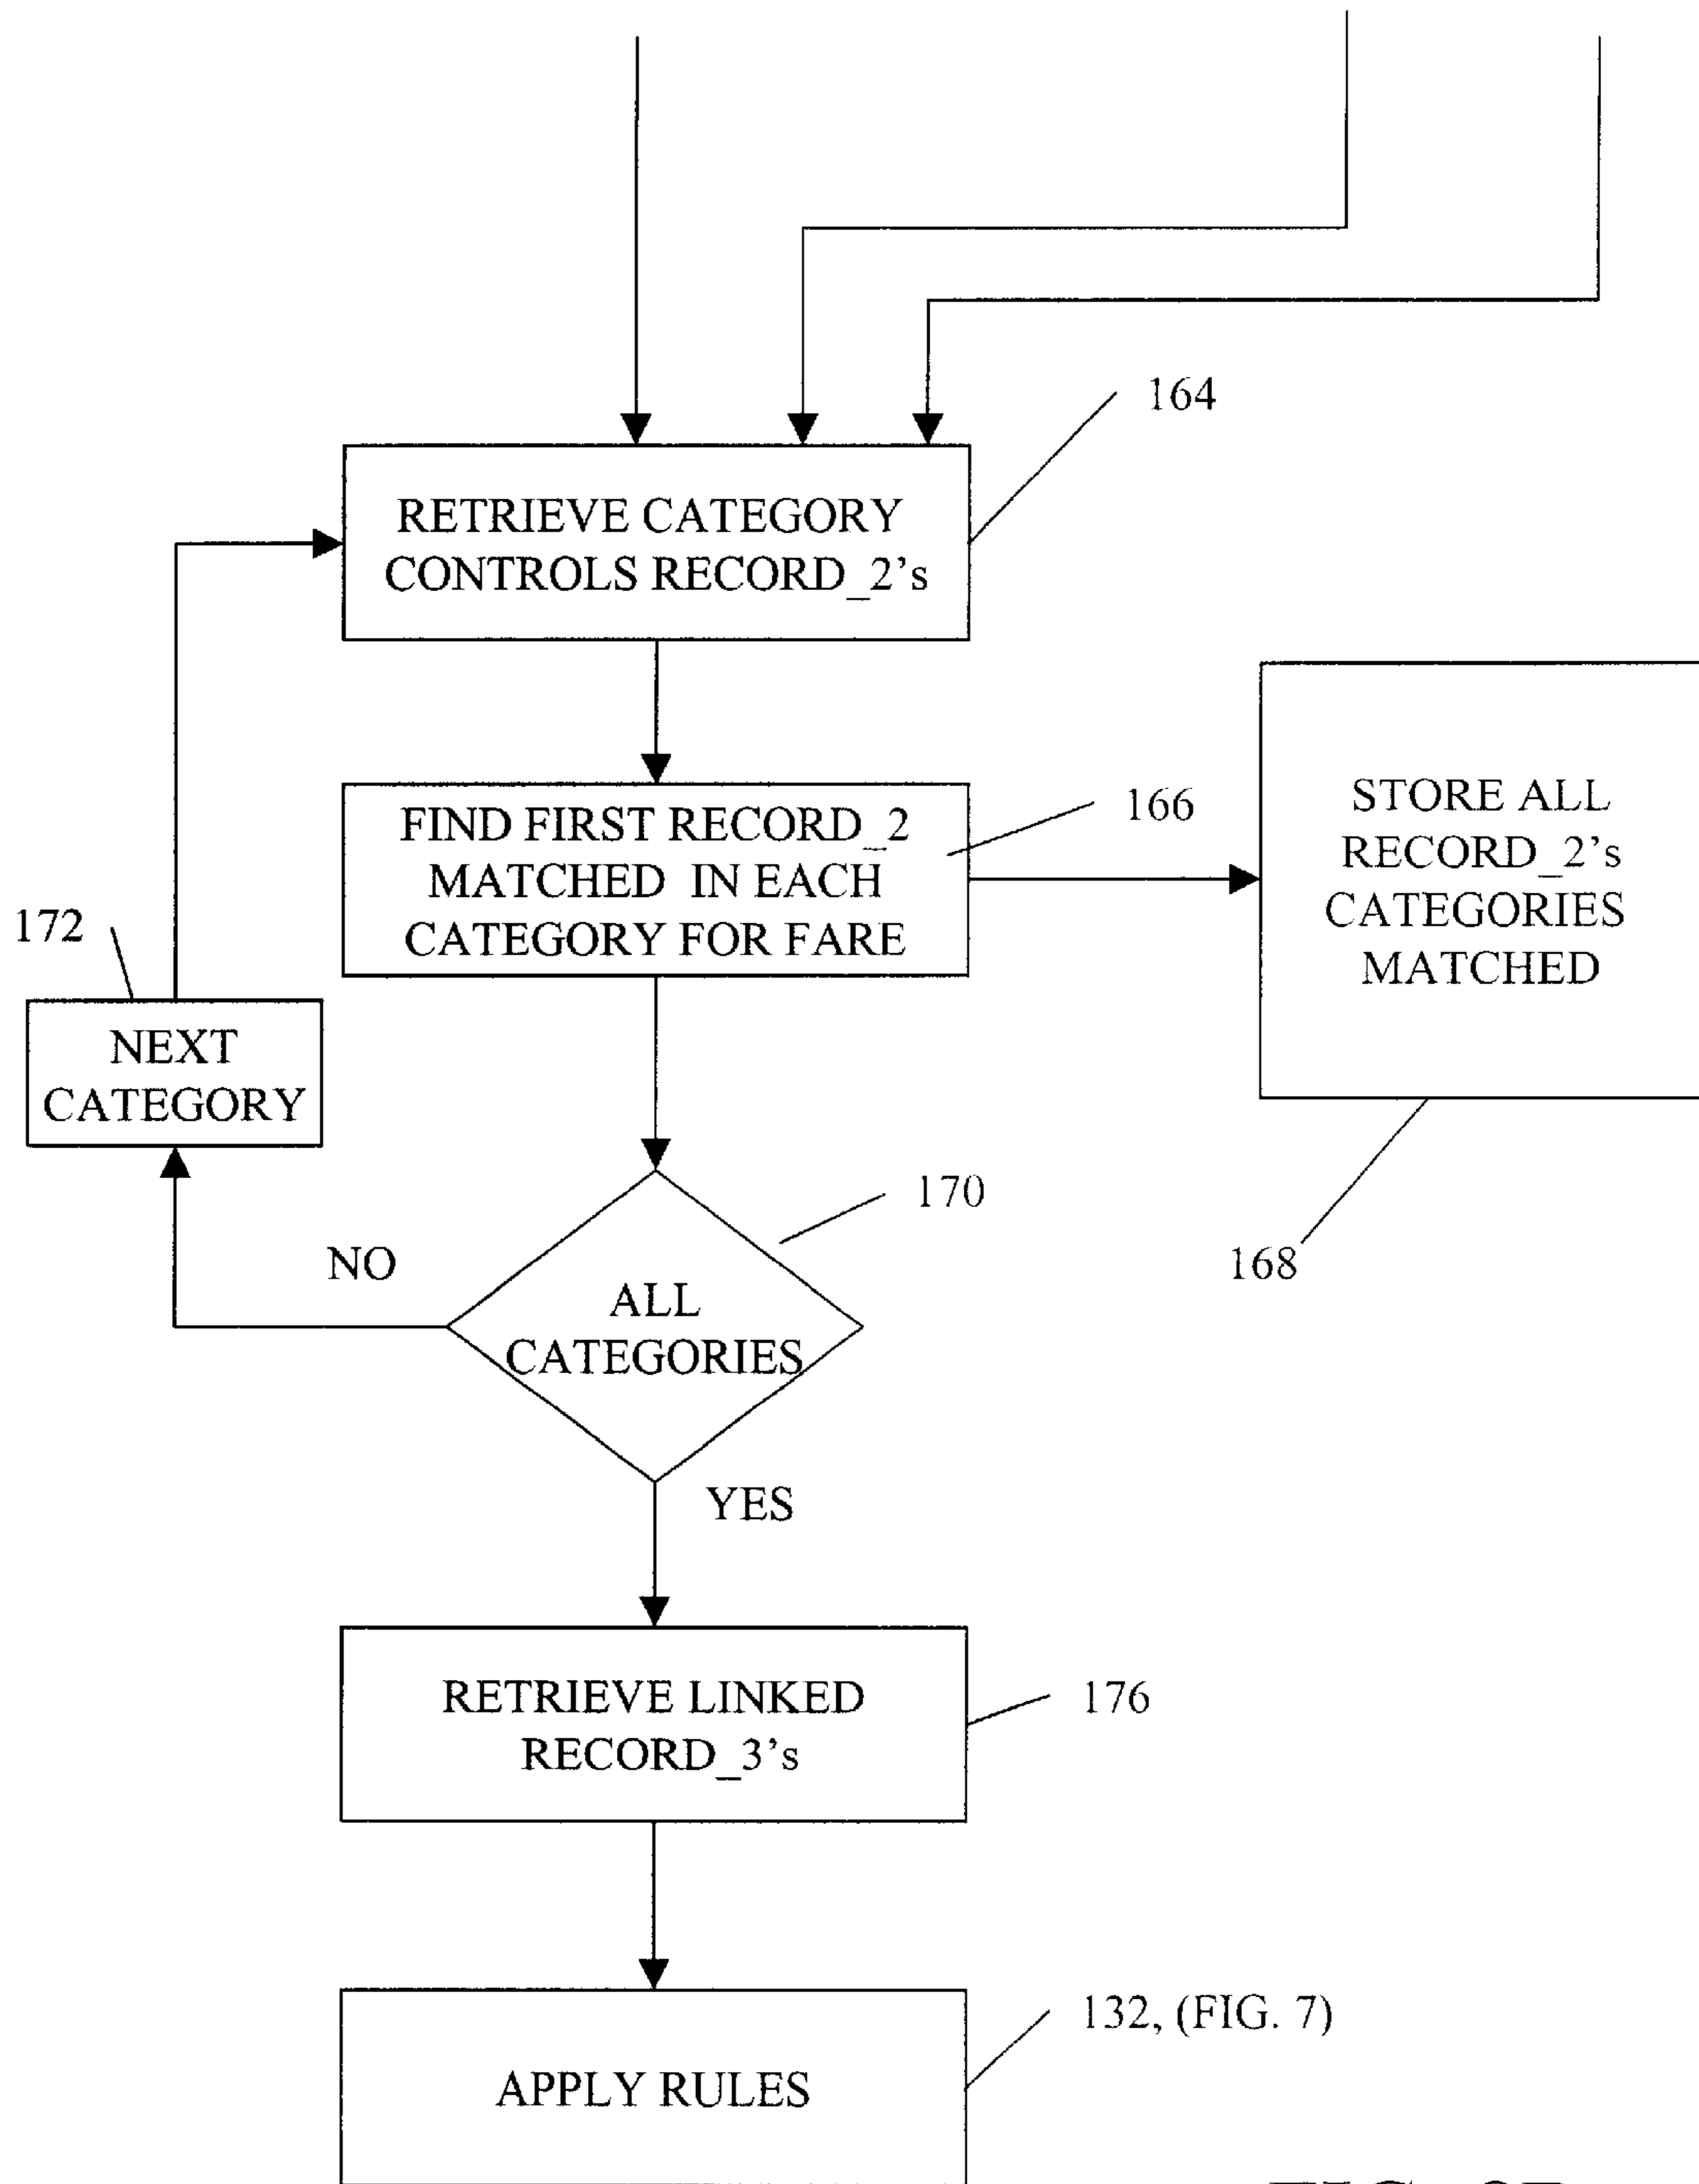 164
RETRIEVE CATEGORY
CONTROLS RECORD_2's
166
FIND FIRST RECORD_2
MATCHED IN EACH
CATEGORY FOR FARE
STORE ALL
RECORD_2's
CATEGORIES
MATCHED
168
172
NEXT
CATEGORY
170
NO
ALL
CATEGORIES
YES
RETRIEVE LINKED
RECORD_3's
176
132, (FIG. 7)
APPLY RULES